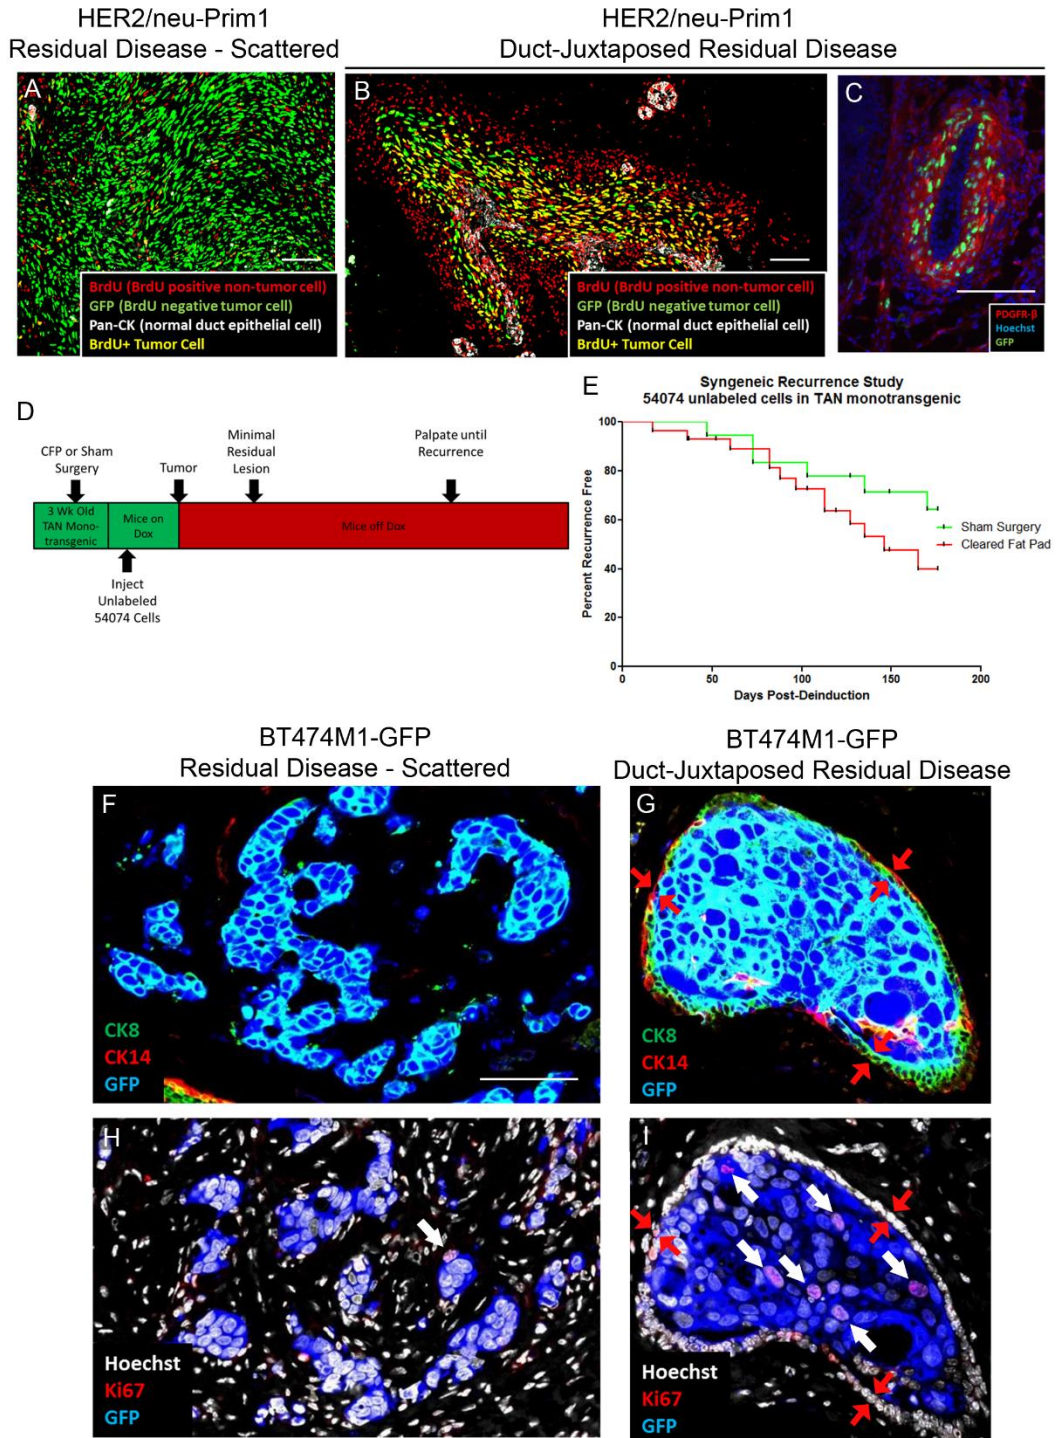 HER2/neu-Prim1
Residual Disease - Scattered
HER2/neu-Prim1
Duct-Juxtaposed Residual Disease
A
BrdU (BrdU positive non-tumor cell)
GFP (BrdU negative tumor cell)
Pan-CK (normal duct epithelial cell)
BrdU+ Tumor Cell
B
BrdU (BrdU positive non-tumor cell)
GFP (BrdU negative tumor cell)
Pan-CK (normal duct epithelial cell)
BrdU+ Tumor Cell
C
PDGFR-β
Hoechst
GFP
D
CFP or Sham
Surgery
Tumor
Minimal
Residual
Lesion
Palpate until
Recurrence
3 Wk Old
TAN Mono-
transgenic
Mice on
Dox
Mice off Dox
Inject
Unlabeled
54074 Cells
E
Syngeneic Recurrence Study
54074 unlabeled cells in TAN monotransgenic
Percent Recurrence Free
100
80
60
40
20
0
0
50
100
150
200
Days Post-Deinduction
Sham Surgery
Cleared Fat Pad
BT474M1-GFP
Residual Disease - Scattered
BT474M1-GFP
Duct-Juxtaposed Residual Disease
F
CK8
CK14
GFP
G
CK8
CK14
GFP
H
Hoechst
Ki67
GFP
I
Hoechst
Ki67
GFP